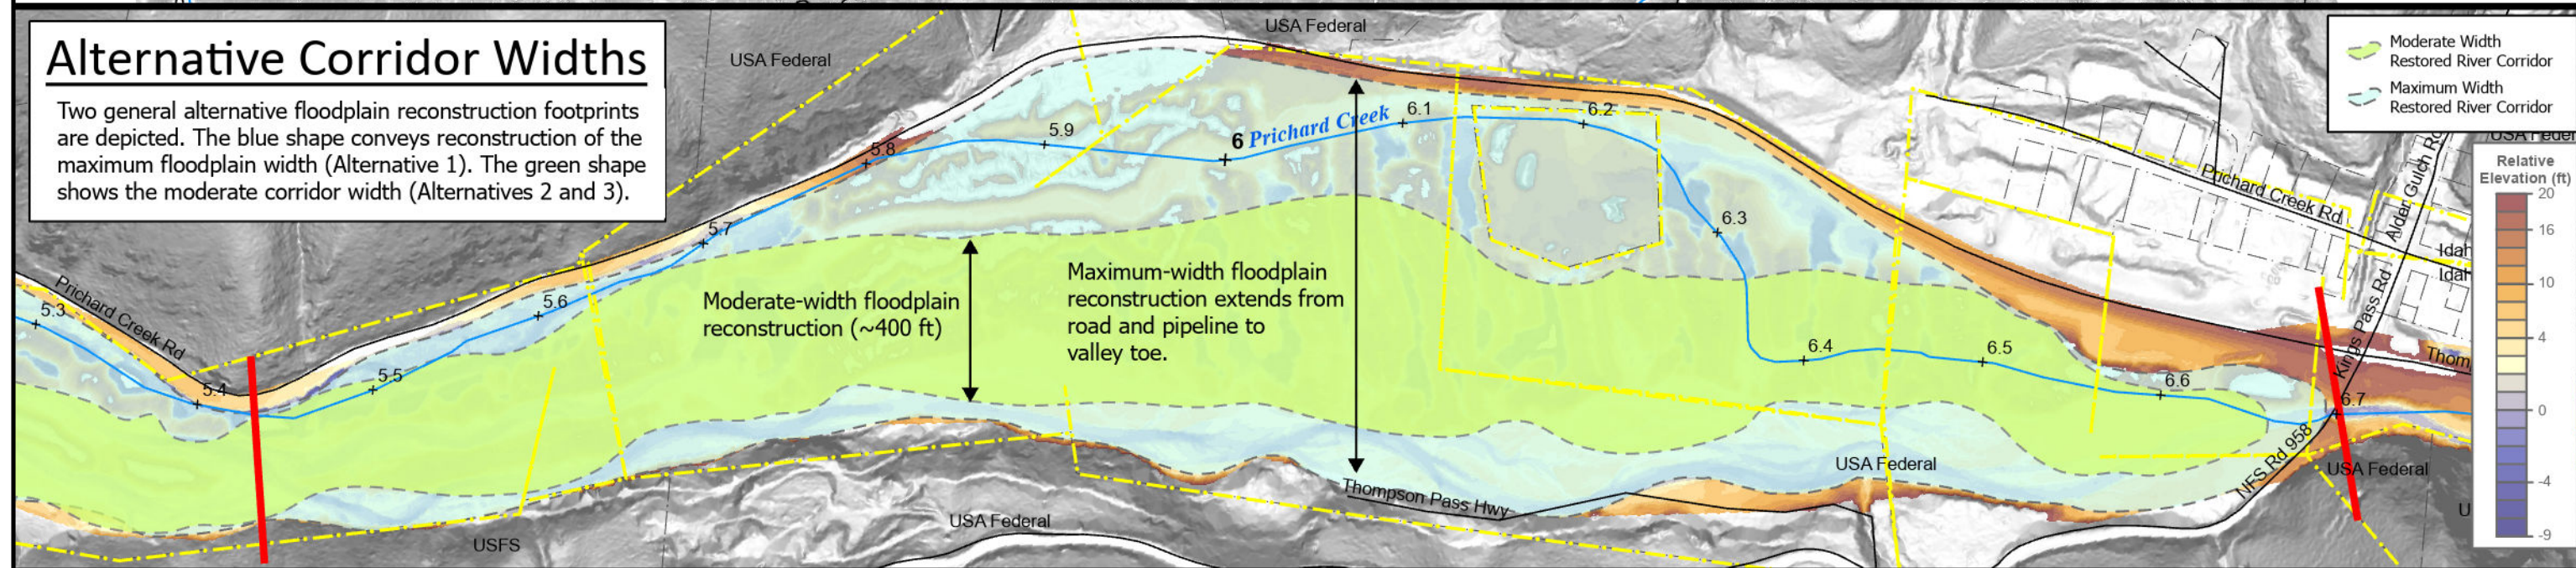 Alternative Corridor Widths
Two general alternative floodplain reconstruction footprints
are depicted. The blue shape conveys reconstruction of the
maximum floodplain width (Alternative 1). The green shape
shows the moderate corridor width (Alternatives 2 and 3).
USA Federal
USA Federal
Moderate Width
Restored River Corridor
Maximum Width
Restored River Corridor
Relative
Elevation (ft)
20
16
10
4
0
-4
-9
Prichard Creek Rd
Alder Gulch Rd
Idah
Idah
Kings Pass Rd
Thom
5.3
Prichard Creek Rd
5.4
5.5
5.6
5.7
5.8
5.9
6
Prichard Creek
6.1
6.2
6.3
6.4
6.5
6.6
6.7
Moderate-width floodplain
reconstruction (~400 ft)
Maximum-width floodplain
reconstruction extends from
road and pipeline to
valley toe.
Thompson Pass Hwy
USA Federal
NFS Rd 958
USA Federal
U
USA Federal
USFS